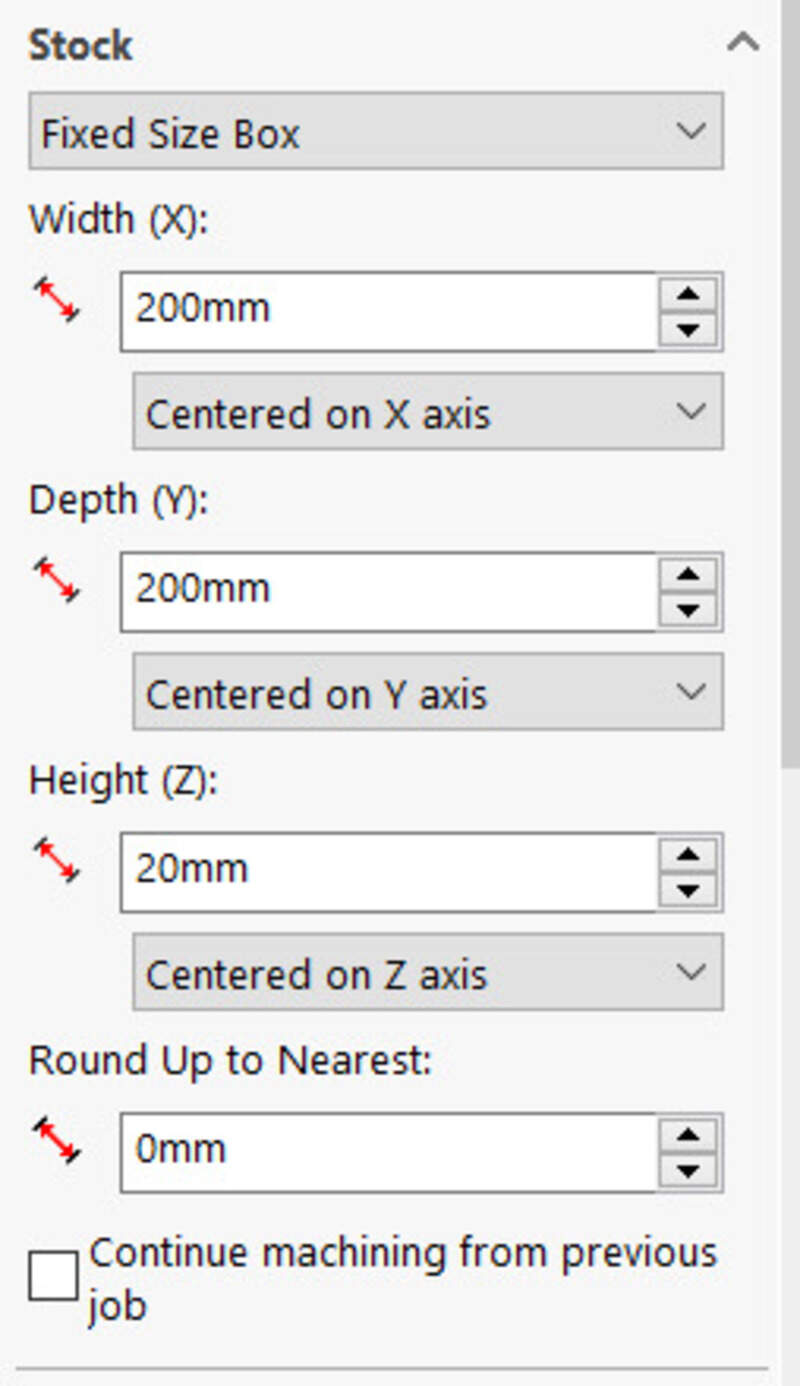 Stock
Fixed Size Box
Width (X):
200mm
Centered on X axis
Depth (Y):
200mm
Centered on Y axis
Height (Z):
20mm
Centered on Z axis
Round Up to Nearest:
0mm
Continue machining from previous
job